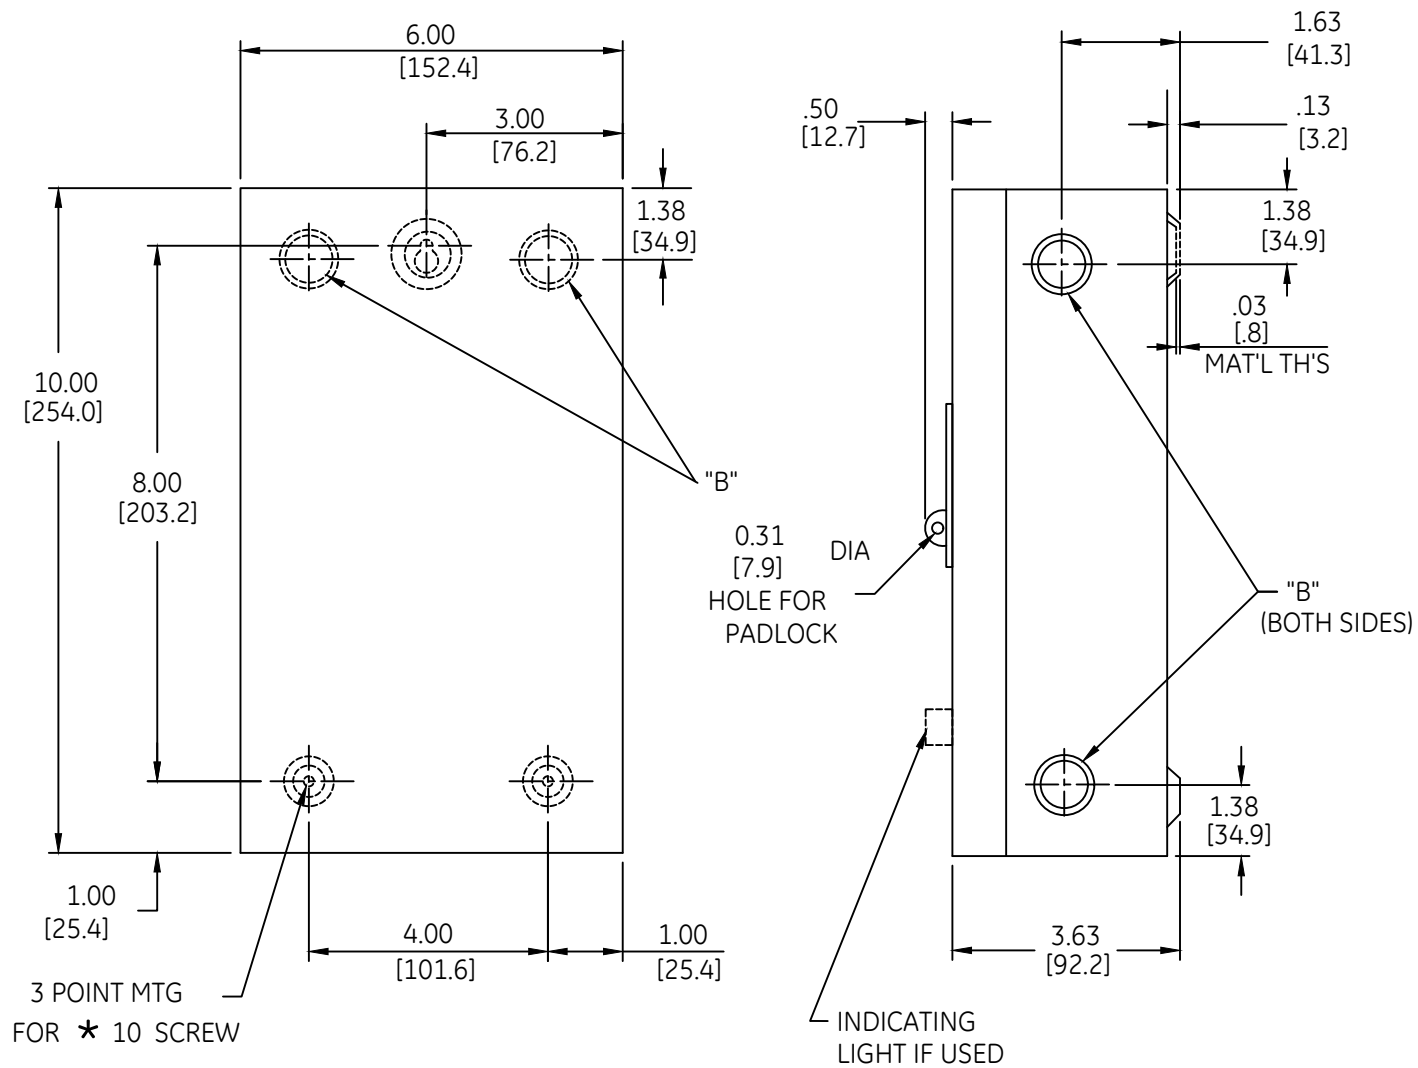 6.00
[152.4]
3.00
[76.2]
1.38
[34.9]
10.00
[254.0]
8.00
[203.2]
"B"
1.00
[25.4]
4.00
[101.6]
1.00
[25.4]
3 POINT MTG
FOR * 10 SCREW
1.63
[41.3]
.50
[12.7]
.13
[3.2]
1.38
[34.9]
.03
[.8]
MAT'L TH'S
0.31
[7.9]
DIA
HOLE FOR
PADLOCK
"B"
(BOTH SIDES)
1.38
[34.9]
3.63
[92.2]
INDICATING
LIGHT IF USED